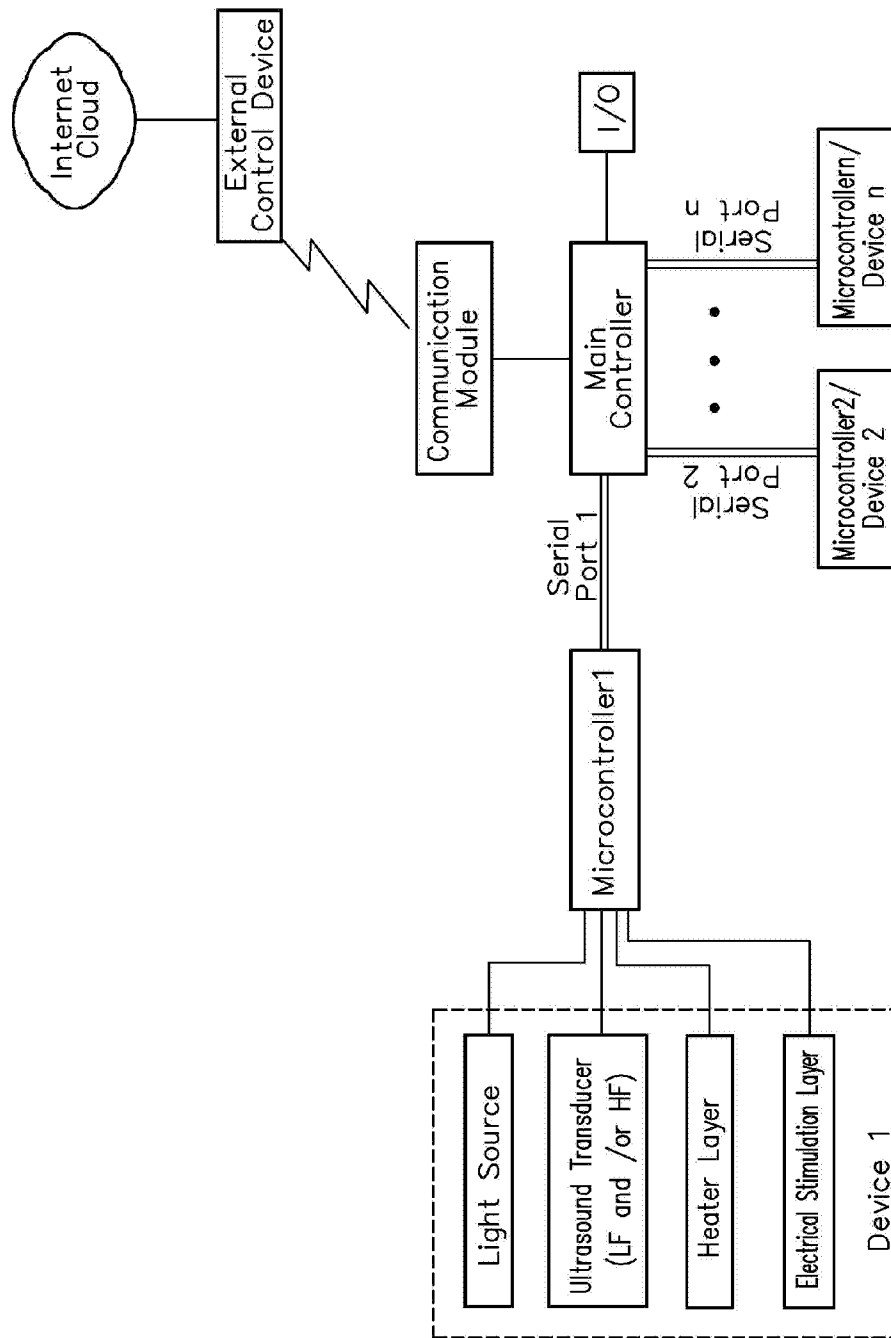 Internet
Cloud
External
Control Device
Communication
Module
I/O
Main
Controller
Serial
Port 1
Serial
Port 2
Serial
Port n
Microcontroller1
Microcontroller2/
Device 2
Microcontrollern/
Device n
Light Source
Ultrasound Transducer
(LF and /or HF)
Heater Layer
Electrical Stimulation Layer
Device 1